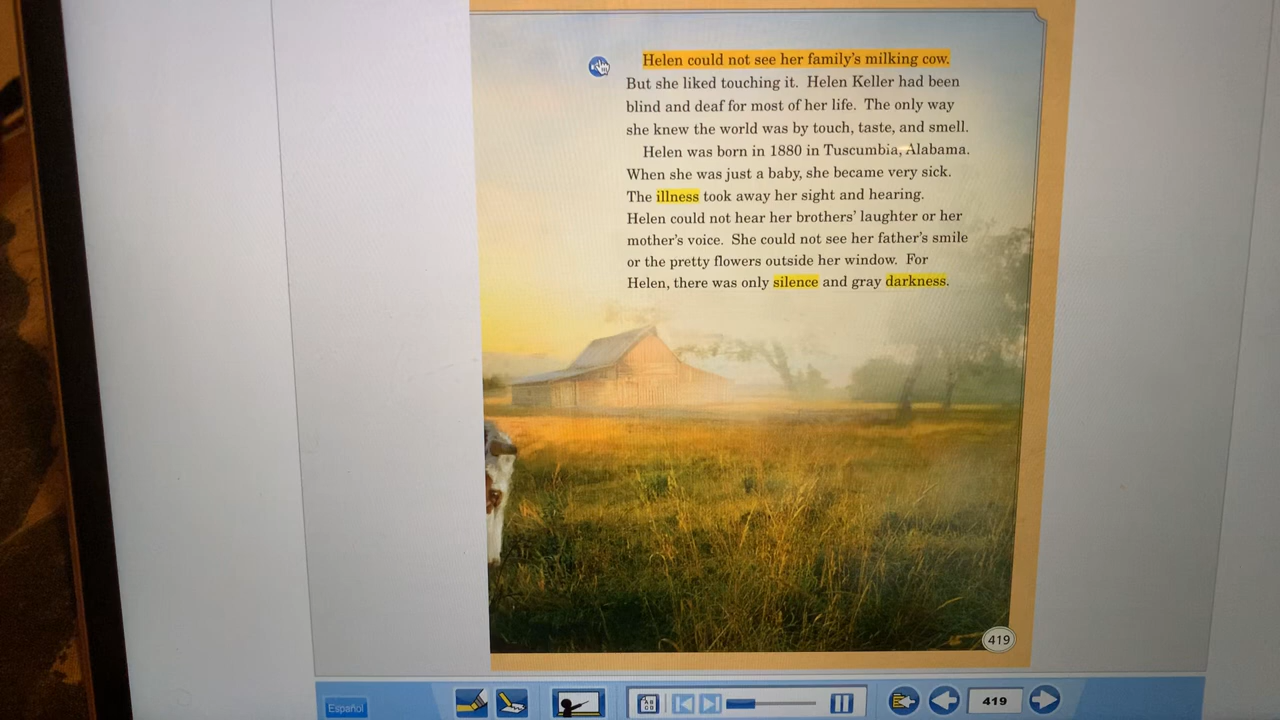 Helen could not see her family's milking cow.
But she liked touching it. Helen Keller had been
blind and deaf for most of her life. The only way
she knew the world was by touch, taste, and smell.
Helen was born in 1880 in Tuscumbia, Alabama.
When she was just a baby, she became very sick.
The illness took away her sight and hearing.
Helen could not hear her brothers' laughter or her
mother's voice. She could not see her father's smile
or the pretty flowers outside her window. For
Helen, there was only silence and gray darkness.
419
Español
419